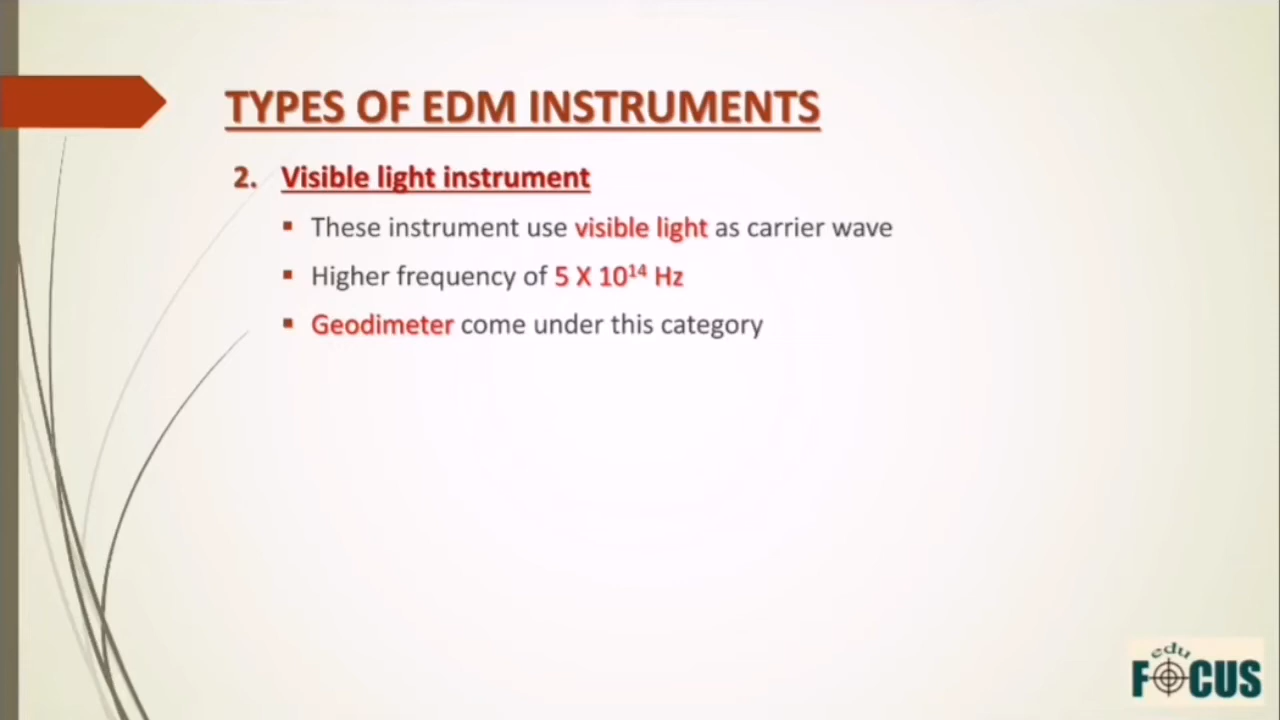 TYPES OF EDM INSTRUMENTS
2. Visible light instrument
▪ These instrument use visible light as carrier wave
▪ Higher frequency of 5 X 10¹⁴ Hz
▪ Geodimeter come under this category
edu
FOCUS